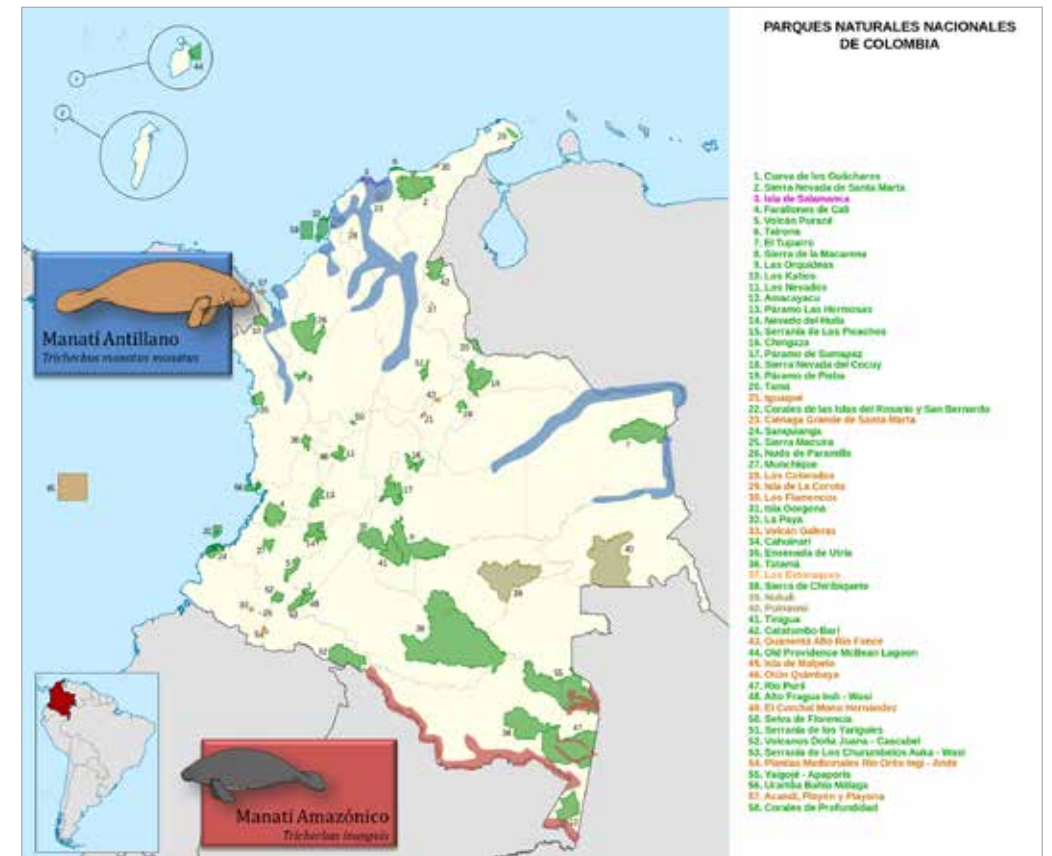 PARQUES NATURALES NACIONALES
DE COLOMBIA
1. Cueva de los Guácharos
2. Sierra Nevada de Santa Marta
3. Isla de Salamanca
4. Farallones de Cali
5. Volcán Puracé
6. Tairona
7. El Tuparro
8. Sierra de la Macarena
9. Las Orquídeas
10. Los Katíos
11. Los Nevados
12. Amacayacu
13. Páramo Las Hermosas
14. Nevado del Huila
15. Serranía de Los Picachos
16. Chingaza
17. Páramo de Sumapaz
18. Sierra Nevada del Cocuy
19. Páramo de Pisba
20. Tamá
21. Iguaque
22. Corales de las Islas del Rosario y San Bernardo
23. Ciénaga Grande de Santa Marta
24. Sanquianga
25. Sierra Macuira
26. Nudo de Paramillo
27. Munchique
28. Los Colorados
29. Isla de La Corota
30. Los Flamencos
31. Isla Gorgona
32. La Paya
33. Volcán Galeras
34. Cahuinarí
35. Ensenada de Utría
36. Tatamá
37. Los Estoraques
38. Sierra de Chiribiquete
39. Nukak
40. Puinawai
41. Tinigua
42. Catatumbo Barí
43. Guanentá Alto Río Fonce
44. Old Providence McBean Lagoon
45. Isla de Malpelo
46. Otún Quimbaya
47. Río Puré
48. Alto Fragua Indi - Wasi
49. El Corchal Mono Hernández
50. Selva de Florencia
51. Serranía de los Yariguíes
52. Volcanes Doña Juana - Cascabel
53. Serranía de Los Churumbelos Auka - Wasi
54. Plantas Medicinales Río Orito Ingi - Ande
55. Yaigojé - Apaporis
56. Uramba Bahía Málaga
57. Acandí, Playón y Playona
58. Corales de Profundidad
Manatí Antillano
Trichechus manatus manatus
Manatí Amazónico
Trichechus inunguis